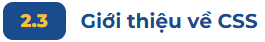 2.3 Giới thiệu về CSS